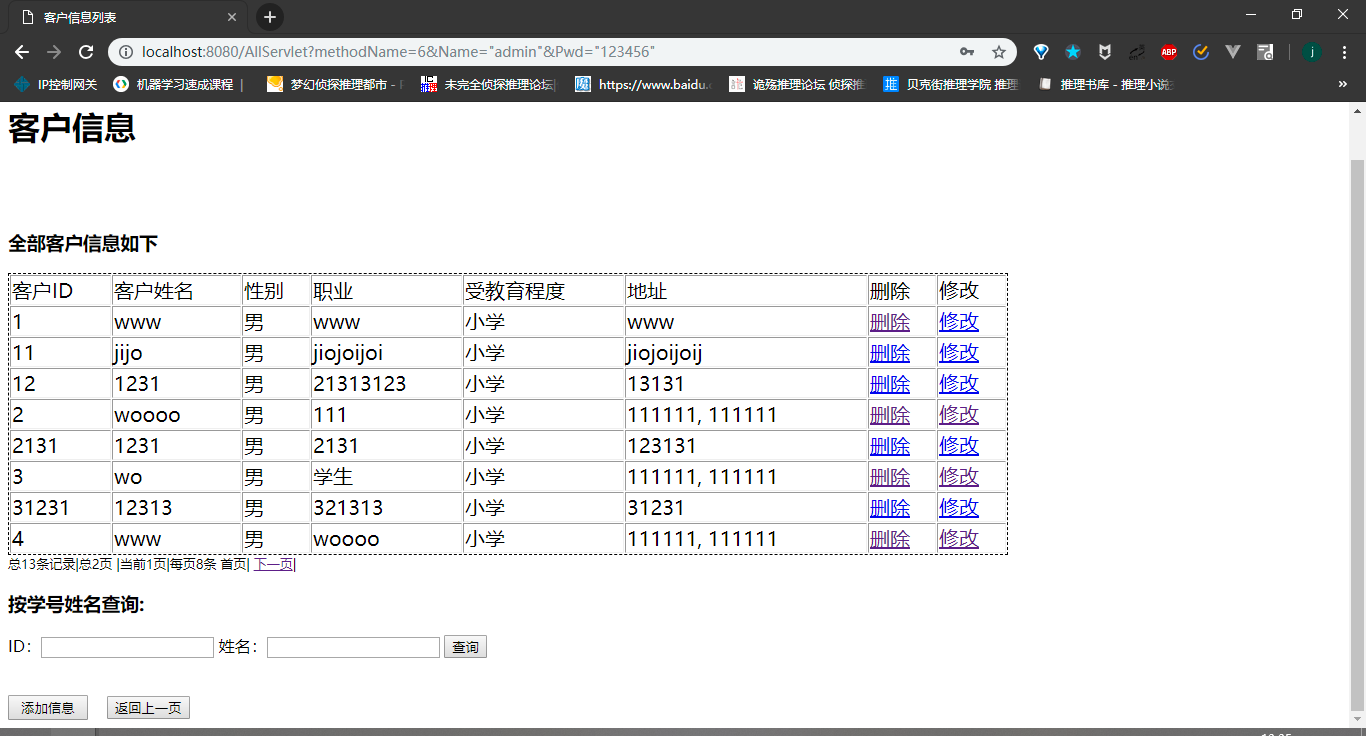 客户信息列表
localhost:8080/AllServlet?methodName=6&Name="admin"&Pwd="123456"
ABP
j
IP控制网关 机器学习速成课程 | 梦幻侦探推理都市 - 未完全侦探推理论坛 https://www.baidu. 诡殇推理论坛 侦探推 推 贝克街推理学院 推理 推理书库 - 推理小说 »
客户信息
全部客户信息如下
客户ID 客户姓名 性别 职业 受教育程度 地址 删除 修改
1 www 男 www 小学 www 删除 修改
11 jijo 男 jiojoijoi 小学 jiojoijoij 删除 修改
12 1231 男 21313123 小学 13131 删除 修改
2 woooo 男 111 小学 111111, 111111 删除 修改
2131 1231 男 2131 小学 123131 删除 修改
3 wo 男 学生 小学 111111, 111111 删除 修改
31231 12313 男 321313 小学 31231 删除 修改
4 www 男 woooo 小学 111111, 111111 删除 修改
总13条记录|总2页 |当前1页|每页8条 首页| 下一页|
按学号姓名查询:
ID: 姓名: 查询
添加信息 返回上一页